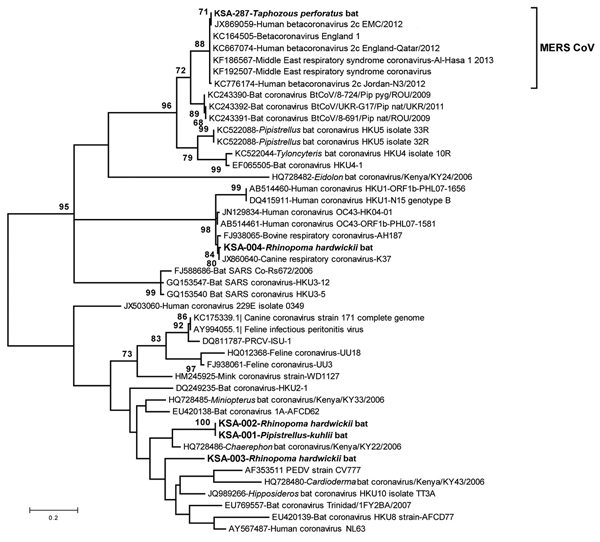 71 KSA-287-Taphozous perforatus bat
JX869059-Human betacoronavirus 2c EMC/2012
KC164505-Betacoronavirus England 1
88 KC667074-Human betacoronavirus 2c England-Qatar/2012
MERS CoV
KF186567-Middle East respiratory syndrome coronavirus-Al-Hasa 1 2013
72 KF192507-Middle East respiratory syndrome coronavirus
KC776174-Human betacoronavirus 2c Jordan-N3/2012
KC243390-Bat coronavirus BtCoV/8-724/Pip pyg/ROU/2009
96 KC243392-Bat coronavirus BtCoV/UKR-G17/Pip nat/UKR/2011
89
68 KC243391-Bat coronavirus BtCoV/8-691/Pip nat/ROU/2009
99 KC522088-Pipistrellus bat coronavirus HKU5 isolate 33R
KC522088-Pipistrellus bat coronavirus HKU5 isolate 32R
79 KC522044-Tyloncyteris bat coronavirus HKU4 isolate 10R
99 EF065505-Bat coronavirus HKU4-1
HQ728482-Eidolon bat coronavirus/Kenya/KY24/2006
99 AB514460-Human coronavirus HKU1-ORF1b-PHL07-1656
DQ415911-Human coronavirus HKU1-N15 genotype B
95
JN129834-Human coronavirus OC43-HK04-01
98 AB514461-Human coronavirus OC43-ORF1b-PHL07-1581
FJ938065-Bovine respiratory coronavirus-AH187
84 KSA-004-Rhinopoma hardwickii bat
80 JX860640-Canine respiratory coronavirus-K37
FJ588686-Bat SARS Co-Rs672/2006
GQ153547-Bat SARS coronavirus-HKU3-12
99 GQ153540 Bat SARS coronavirus-HKU3-5
JX503060-Human coronavirus 229E isolate 0349
86 KC175339.1| Canine coronavirus strain 171 complete genome
92 AY994055.1| Feline infectious peritonitis virus
83 DQ811787-PRCV-ISU-1
HQ012368-Feline coronavirus-UU18
73 97 FJ938061-Feline coronavirus-UU3
HM245925-Mink coronavirus strain-WD1127
DQ249235-Bat coronavirus-HKU2-1
HQ728485-Miniopterus bat coronavirus/Kenya/KY33/2006
EU420138-Bat coronavirus 1A-AFCD62
100 KSA-002-Rhinopoma hardwickii bat
KSA-001-Pipistrellus-kuhlii bat
HQ728486-Chaerephon bat coronavirus/Kenya/KY22/2006
KSA-003-Rhinopoma hardwickii bat
AF353511 PEDV strain CV777
HQ728480-Cardioderma bat coronavirus/Kenya/KY43/2006
JQ989266-Hipposideros bat coronavirus HKU10 isolate TT3A
EU769557-Bat coronavirus Trinidad/1FY2BA/2007
EU420139-Bat coronavirus HKU8 strain-AFCD77
AY567487-Human coronavirus NL63
0.2